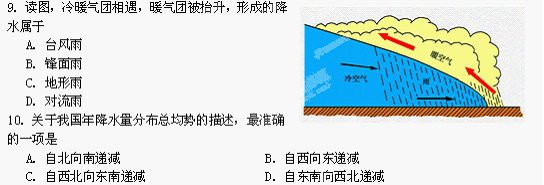 9. 读图，冷暖气团相遇，暖气团被抬升，形成的降
水属于
A. 台风雨
B. 锋面雨
C. 地形雨
D. 对流雨
暖空气
冷空气
雨
10. 关于我国年降水量分布总均势的描述，最准确
的一项是
A. 自北向南递减 B. 自西向东递减
C. 自西北向东南递减 D. 自东南向西北递减